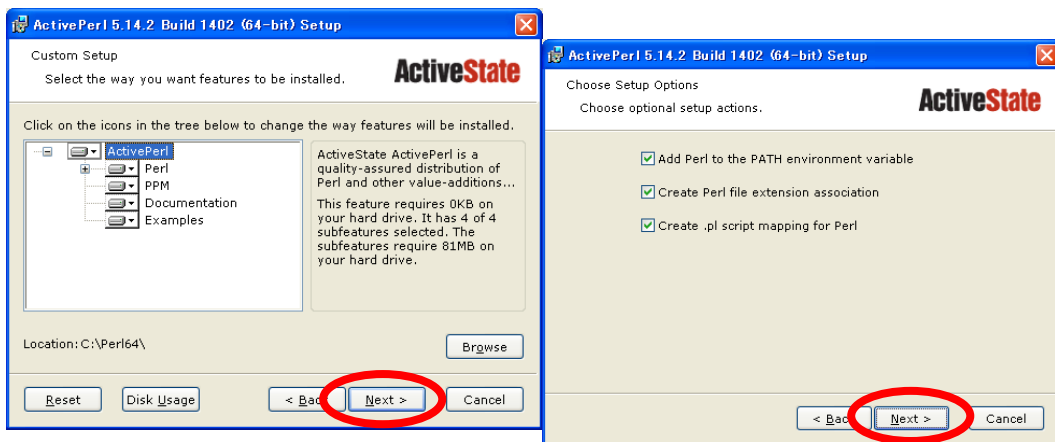 ActivePerl 5.14.2 Build 1402 (64-bit) Setup
Custom Setup
Select the way you want features to be installed.
ActiveState
Click on the icons in the tree below to change the way features will be installed.
ActivePerl
Perl
PPM
Documentation
Examples
ActiveState ActivePerl is a
quality-assured distribution of
Perl and other value-additions...
This feature requires 0KB on
your hard drive. It has 4 of 4
subfeatures selected. The
subfeatures require 81MB on
your hard drive.
Location: C:\Perl64\
Browse
Reset Disk Usage < Bac Next > Cancel
ActivePerl 5.14.2 Build 1402 (64-bit) Setup
Choose Setup Options
Choose optional setup actions.
ActiveState
Add Perl to the PATH environment variable
Create Perl file extension association
Create .pl script mapping for Perl
< Bac Next > Cancel